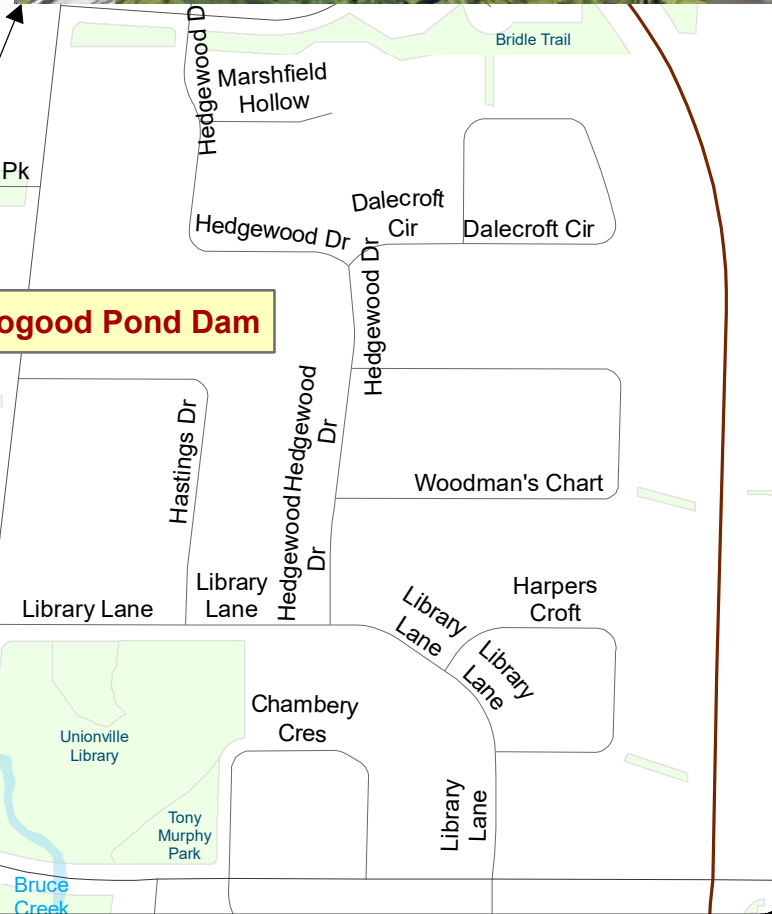 Hedgewood D
Bridle Trail
Marshfield
Hollow
Pk
Dalecroft
Cir
Dalecroft Cir
Hedgewood Dr
Hedgewood Dr
ogood Pond Dam
Hedgewood
Dr
Hastings Dr
Woodman's Chart
Hedgewood
Dr
Library Lane
Library
Lane
Library
Lane
Harpers
Croft
Library
Lane
Chambery
Cres
Unionville
Library
Library
Lane
Tony
Murphy
Park
Bruce
Creek